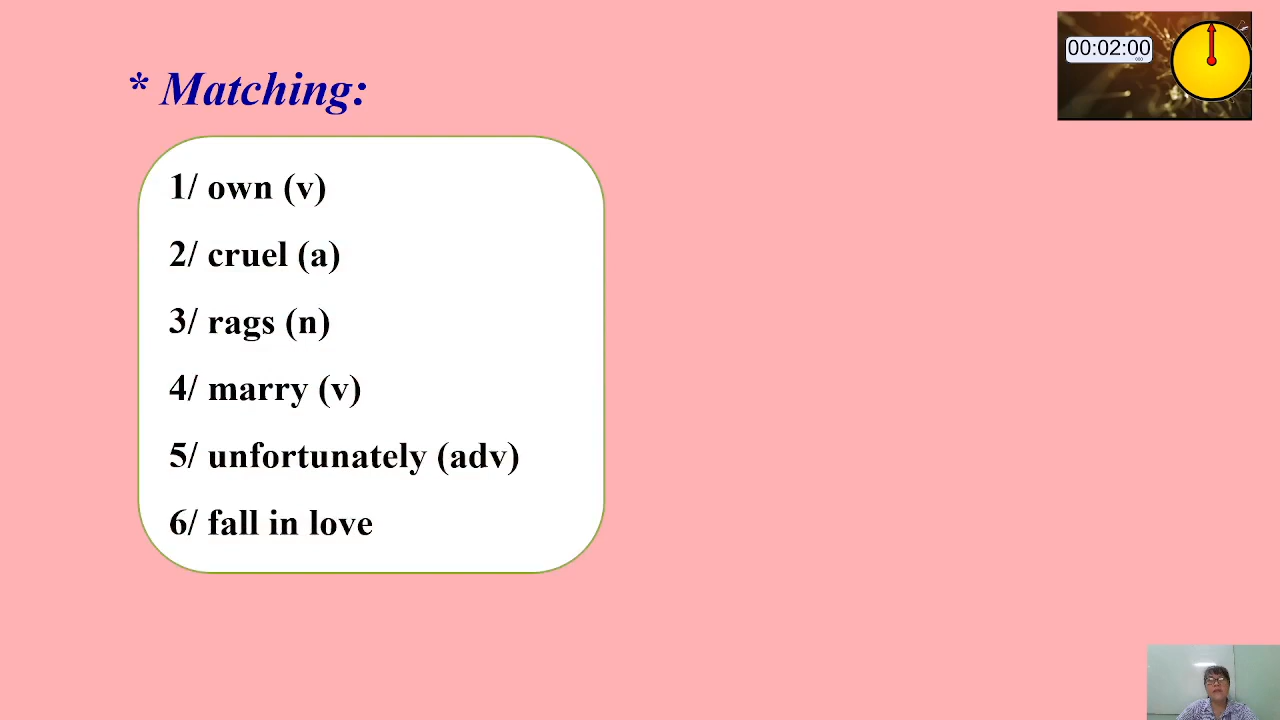 00:02:00
* Matching:
1/ own (v)
2/ cruel (a)
3/ rags (n)
4/ marry (v)
5/ unfortunately (adv)
6/ fall in love